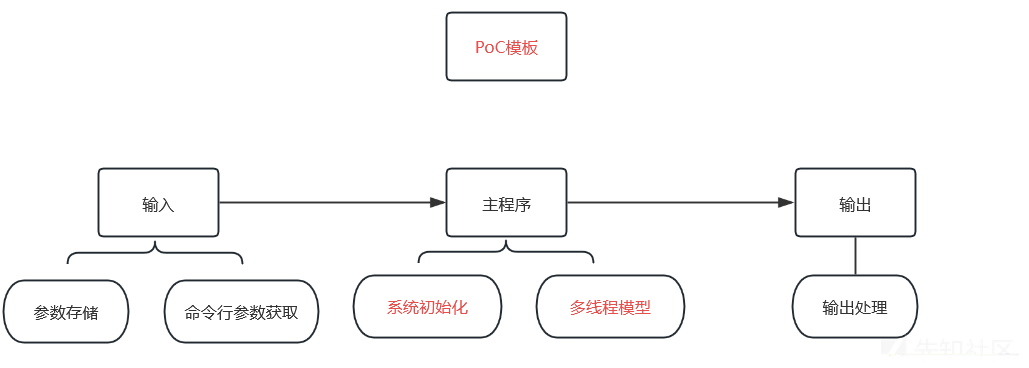 PoC模板
输入
主程序
输出
参数存储
命令行参数获取
系统初始化
多线程模型
输出处理
先知社区